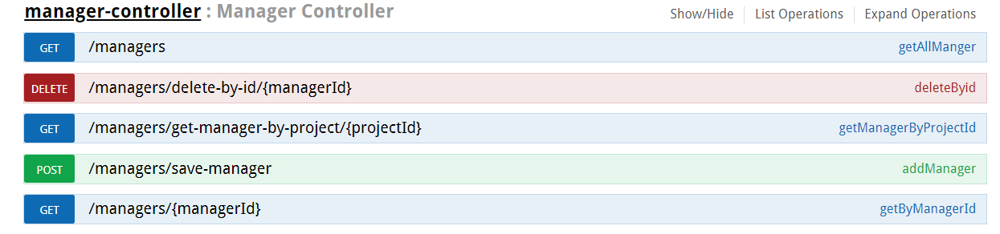 manager-controller : Manager Controller Show/Hide List Operations Expand Operations
GET /managers getAllManger
DELETE /managers/delete-by-id/{managerId} deleteByid
GET /managers/get-manager-by-project/{projectId} getManagerByProjectId
POST /managers/save-manager addManager
GET /managers/{managerId} getByManagerId